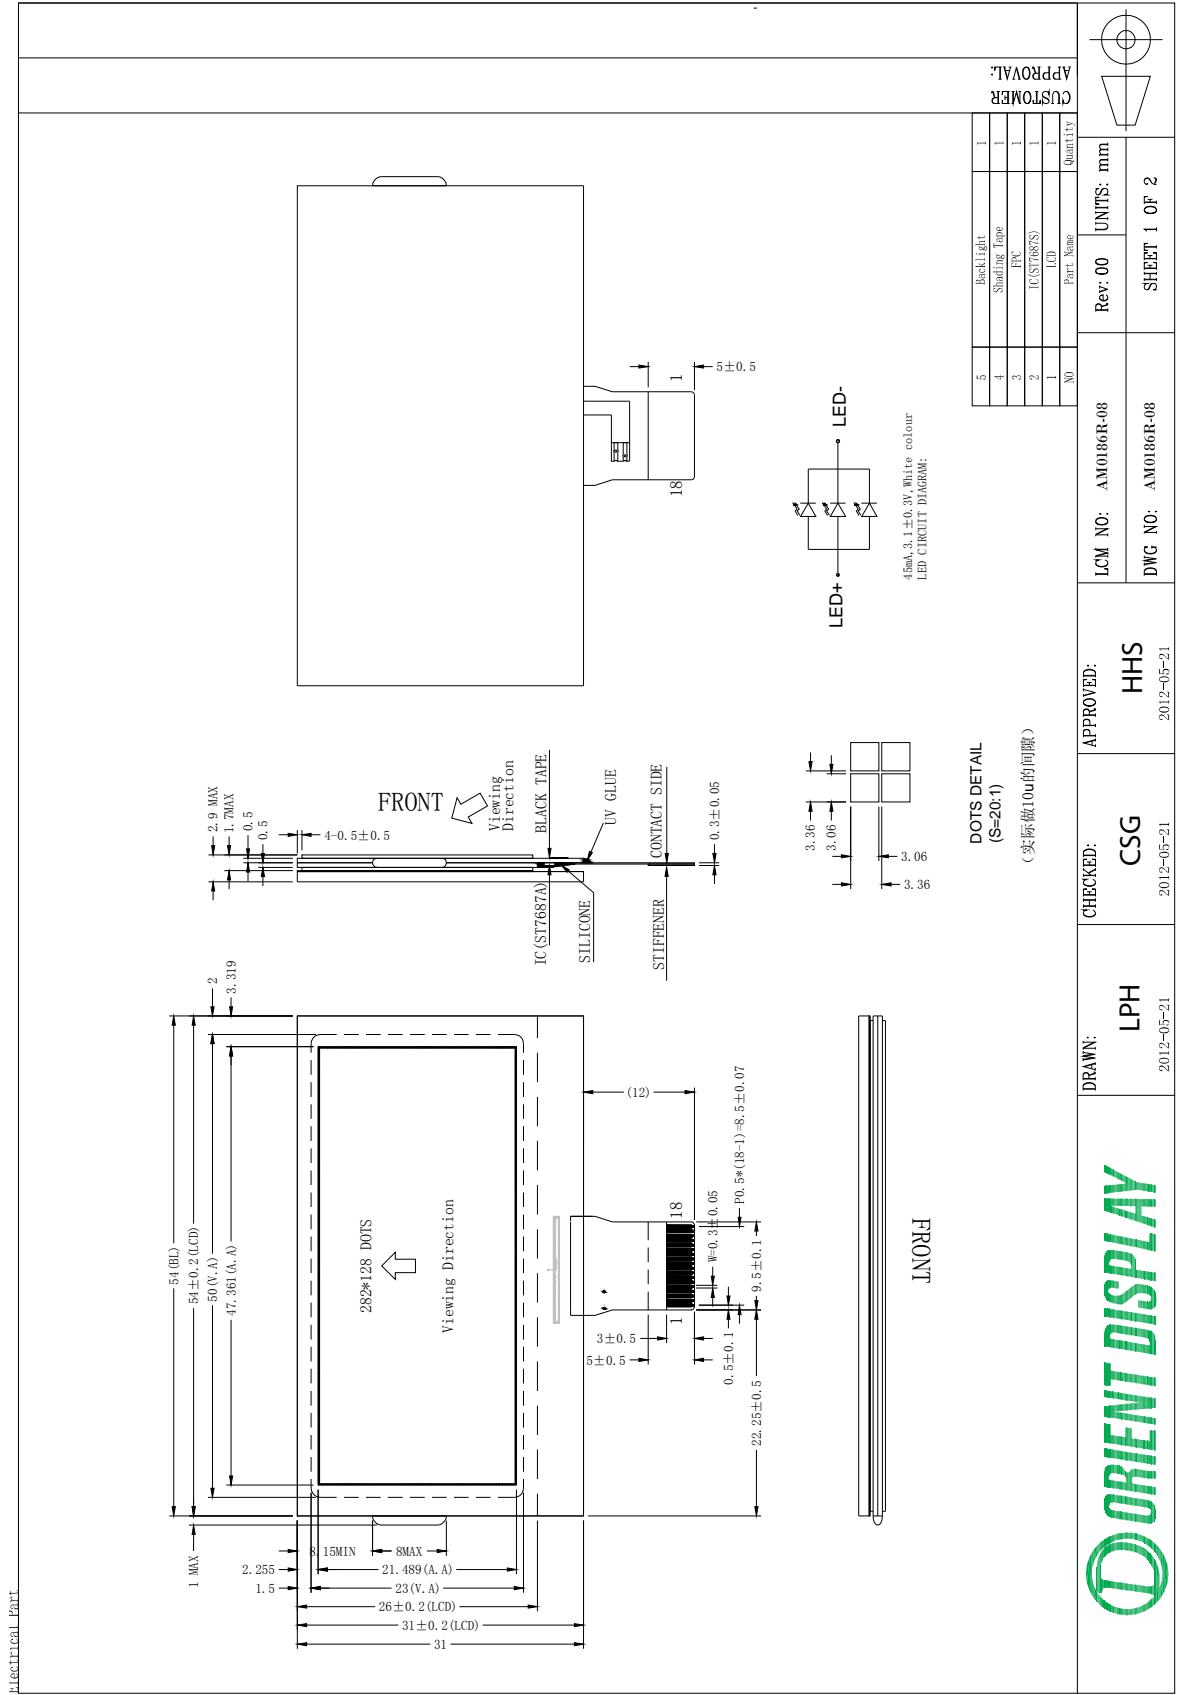 Electrical Part
CUSTOMER
APPROVAL:
5 Backlight 1
4 Shading Tape 1
3 FPC 1
2 IC(ST7687S) 1
1 LCD 1
NO Part Name Quantity
5±0.5
1
18
LED+
LED-
45mA,3.1±0.3V,White colour
LED CIRCUIT DIAGRAM:
2.9 MAX
1.7MAX
0.5
0.5
4-0.5±0.5
FRONT
Viewing
Direction
BLACK TAPE
UV GLUE
CONTACT SIDE
0.3±0.05
IC(ST7687A)
SILICONE
STIFFENER
3.36
3.06
3.06
3.36
DOTS DETAIL
(S=20:1)
(实际做10u的间隙)
2
3.319
54(BL)
54±0.2(LCD)
50(V.A)
47.361(A.A)
1 MAX
282*128 DOTS
Viewing Direction
(12)
18
1
P0.5*(18-1)=8.5±0.07
W=0.3±0.05
9.5±0.1
3±0.5
5±0.5
0.5±0.1
22.25±0.5
8.15MIN
8MAX
2.255
21.489(A.A)
1.5
23(V.A)
26±0.2(LCD)
31±0.2(LCD)
31
FRONT
ORIENT DISPLAY
DRAWN:
LPH
2012-05-21
CHECKED:
CSG
2012-05-21
APPROVED:
HHS
2012-05-21
LCM NO: AM0186R-08
DWG NO: AM0186R-08
Rev: 00
UNITS: mm
SHEET 1 OF 2